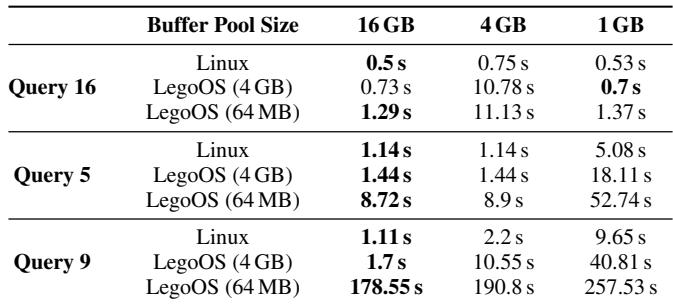 Buffer Pool Size 16 GB 4 GB 1 GB
Linux 0.5 s 0.75 s 0.53 s
Query 16 LegoOS (4 GB) 0.73 s 10.78 s 0.7 s
LegoOS (64 MB) 1.29 s 11.13 s 1.37 s
Linux 1.14 s 1.14 s 5.08 s
Query 5 LegoOS (4 GB) 1.44 s 1.44 s 18.11 s
LegoOS (64 MB) 8.72 s 8.9 s 52.74 s
Linux 1.11 s 2.2 s 9.65 s
Query 9 LegoOS (4 GB) 1.7 s 10.55 s 40.81 s
LegoOS (64 MB) 178.55 s 190.8 s 257.53 s